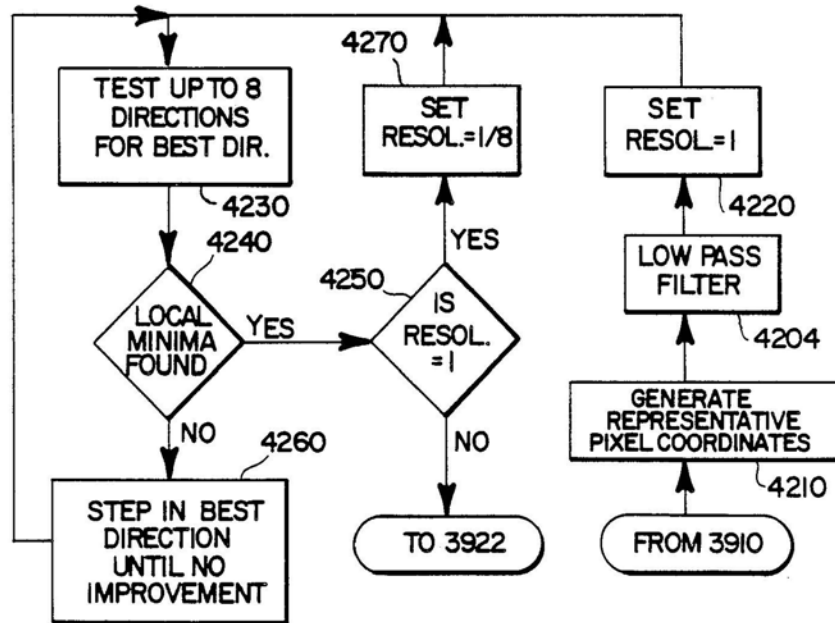 4270
TEST UP TO 8
DIRECTIONS
FOR BEST DIR.
4230
SET
RESOL.=1/8
SET
RESOL.=1
4220
YES
4240
LOCAL
MINIMA
FOUND
YES
4250
IS
RESOL.
=1
LOW PASS
FILTER
4204
NO
NO
GENERATE
REPRESENTATIVE
PIXEL COORDINATES
4210
4260
STEP IN BEST
DIRECTION
UNTIL NO
IMPROVEMENT
TO 3922
FROM 3910